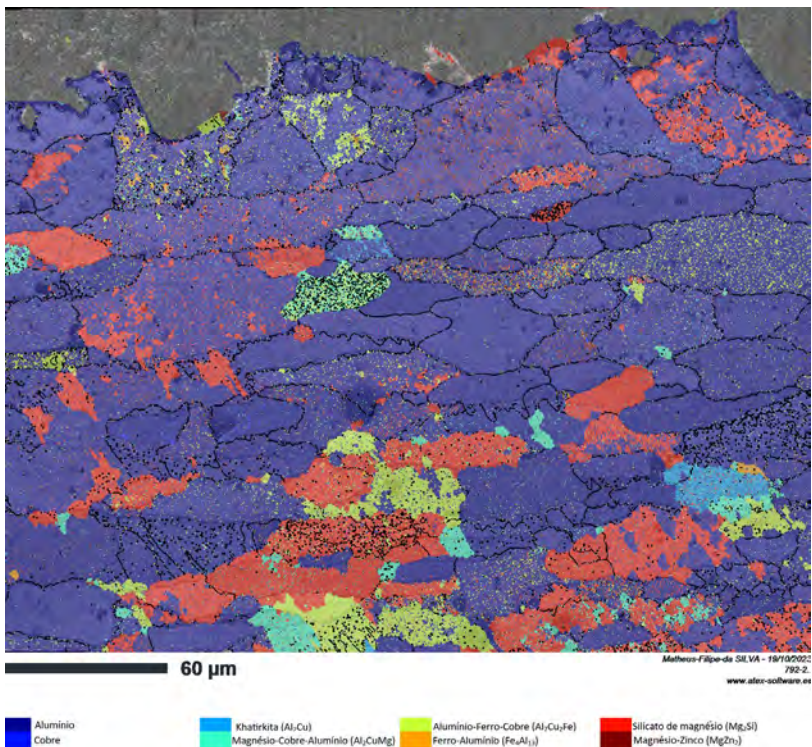 60 µm
Matheus-Filipe-da SILVA - 19/10/2023
792-2.
www.atex-software.eu
Alumínio
Cobre
Khatirkita (Al₂Cu)
Magnésio-Cobre-Alumínio (Al₂CuMg)
Alumínio-Ferro-Cobre (Al₇Cu₂Fe)
Ferro-Alumínio (Fe₄Al₁₃)
Silicato de magnésio (Mg₂Si)
Magnésio-Zinco (MgZn₂)